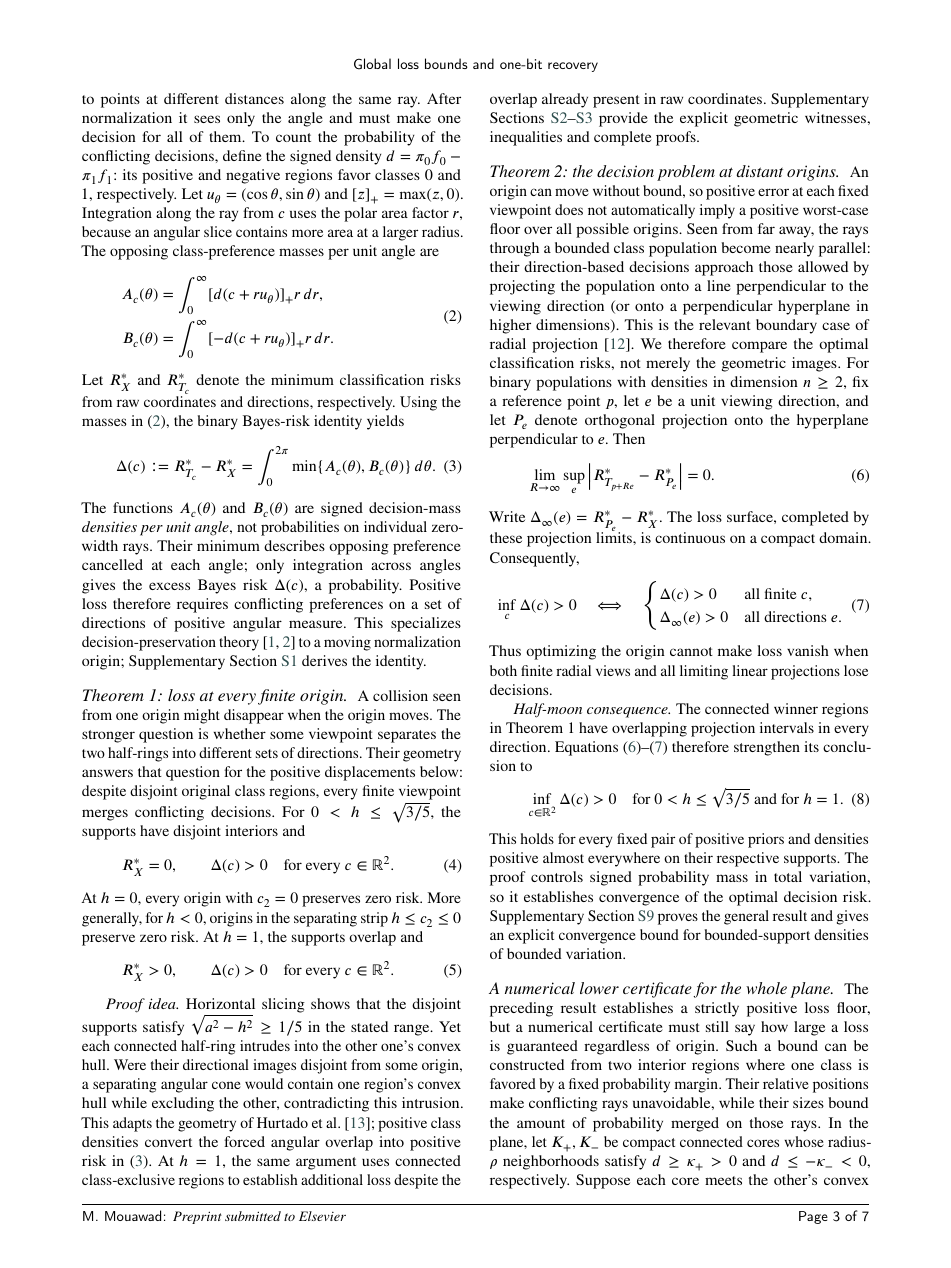 Global loss bounds and one-bit recovery
to points at different distances along the same ray. After
normalization it sees only the angle and must make one
decision for all of them. To count the probability of the
conflicting decisions, define the signed density d = π₀f₀ −
π₁f₁: its positive and negative regions favor classes 0 and
1, respectively. Let u_θ = (cos θ, sin θ) and [z]₊ = max(z, 0).
Integration along the ray from c uses the polar area factor r,
because an angular slice contains more area at a larger radius.
The opposing class-preference masses per unit angle are
A_c(θ) = ∫₀^∞ [d(c + ru_θ)]₊ r dr,
B_c(θ) = ∫₀^∞ [−d(c + ru_θ)]₊ r dr.
(2)
Let R*_X and R*_{T_c} denote the minimum classification risks
from raw coordinates and directions, respectively. Using the
masses in (2), the binary Bayes-risk identity yields
Δ(c) := R*_{T_c} − R*_X = ∫₀^{2π} min{A_c(θ), B_c(θ)} dθ. (3)
The functions A_c(θ) and B_c(θ) are signed decision-mass
densities per unit angle, not probabilities on individual zero-
width rays. Their minimum describes opposing preference
cancelled at each angle; only integration across angles
gives the excess Bayes risk Δ(c), a probability. Positive
loss therefore requires conflicting preferences on a set of
directions of positive angular measure. This specializes
decision-preservation theory [1, 2] to a moving normalization
origin; Supplementary Section S1 derives the identity.
Theorem 1: loss at every finite origin. A collision seen
from one origin might disappear when the origin moves. The
stronger question is whether some viewpoint separates the
two half-rings into different sets of directions. Their geometry
answers that question for the positive displacements below:
despite disjoint original class regions, every finite viewpoint
merges conflicting decisions. For 0 < h ≤ √3/5, the
supports have disjoint interiors and
R*_X = 0, Δ(c) > 0 for every c ∈ ℝ². (4)
At h = 0, every origin with c₂ = 0 preserves zero risk. More
generally, for h < 0, origins in the separating strip h ≤ c₂ ≤ 0
preserve zero risk. At h = 1, the supports overlap and
R*_X > 0, Δ(c) > 0 for every c ∈ ℝ². (5)
Proof idea. Horizontal slicing shows that the disjoint
supports satisfy √(a² − h²) ≥ 1/5 in the stated range. Yet
each connected half-ring intrudes into the other one's convex
hull. Were their directional images disjoint from some origin,
a separating angular cone would contain one region's convex
hull while excluding the other, contradicting this intrusion.
This adapts the geometry of Hurtado et al. [13]; positive class
densities convert the forced angular overlap into positive
risk in (3). At h = 1, the same argument uses connected
class-exclusive regions to establish additional loss despite the
overlap already present in raw coordinates. Supplementary
Sections S2–S3 provide the explicit geometric witnesses,
inequalities and complete proofs.
Theorem 2: the decision problem at distant origins. An
origin can move without bound, so positive error at each fixed
viewpoint does not automatically imply a positive worst-case
floor over all possible origins. Seen from far away, the rays
through a bounded class population become nearly parallel:
their direction-based decisions approach those allowed by
projecting the population onto a line perpendicular to the
viewing direction (or onto a perpendicular hyperplane in
higher dimensions). This is the relevant boundary case of
radial projection [12]. We therefore compare the optimal
classification risks, not merely the geometric images. For
binary populations with densities in dimension n ≥ 2, fix
a reference point p, let e be a unit viewing direction, and
let P_e denote orthogonal projection onto the hyperplane
perpendicular to e. Then
lim_{R→∞} sup_e |R*_{T_{p+Re}} − R*_{P_e}| = 0. (6)
Write Δ_∞(e) = R*_{P_e} − R*_X. The loss surface, completed by
these projection limits, is continuous on a compact domain.
Consequently,
inf_c Δ(c) > 0 ⟺ { Δ(c) > 0 all finite c,
Δ_∞(e) > 0 all directions e. (7)
Thus optimizing the origin cannot make loss vanish when
both finite radial views and all limiting linear projections lose
decisions.
Half-moon consequence. The connected winner regions
in Theorem 1 have overlapping projection intervals in every
direction. Equations (6)–(7) therefore strengthen its conclu-
sion to
inf_{c∈ℝ²} Δ(c) > 0 for 0 < h ≤ √3/5 and for h = 1. (8)
This holds for every fixed pair of positive priors and densities
positive almost everywhere on their respective supports. The
proof controls signed probability mass in total variation,
so it establishes convergence of the optimal decision risk.
Supplementary Section S9 proves the general result and gives
an explicit convergence bound for bounded-support densities
of bounded variation.
A numerical lower certificate for the whole plane. The
preceding result establishes a strictly positive loss floor,
but a numerical certificate must still say how large a loss
is guaranteed regardless of origin. Such a bound can be
constructed from two interior regions where one class is
favored by a fixed probability margin. Their relative positions
make conflicting rays unavoidable, while their sizes bound
the amount of probability merged on those rays. In the
plane, let K₊, K₋ be compact connected cores whose radius-
ρ neighborhoods satisfy d ≥ κ₊ > 0 and d ≤ −κ₋ < 0,
respectively. Suppose each core meets the other's convex
M. Mouawad: Preprint submitted to Elsevier
Page 3 of 7